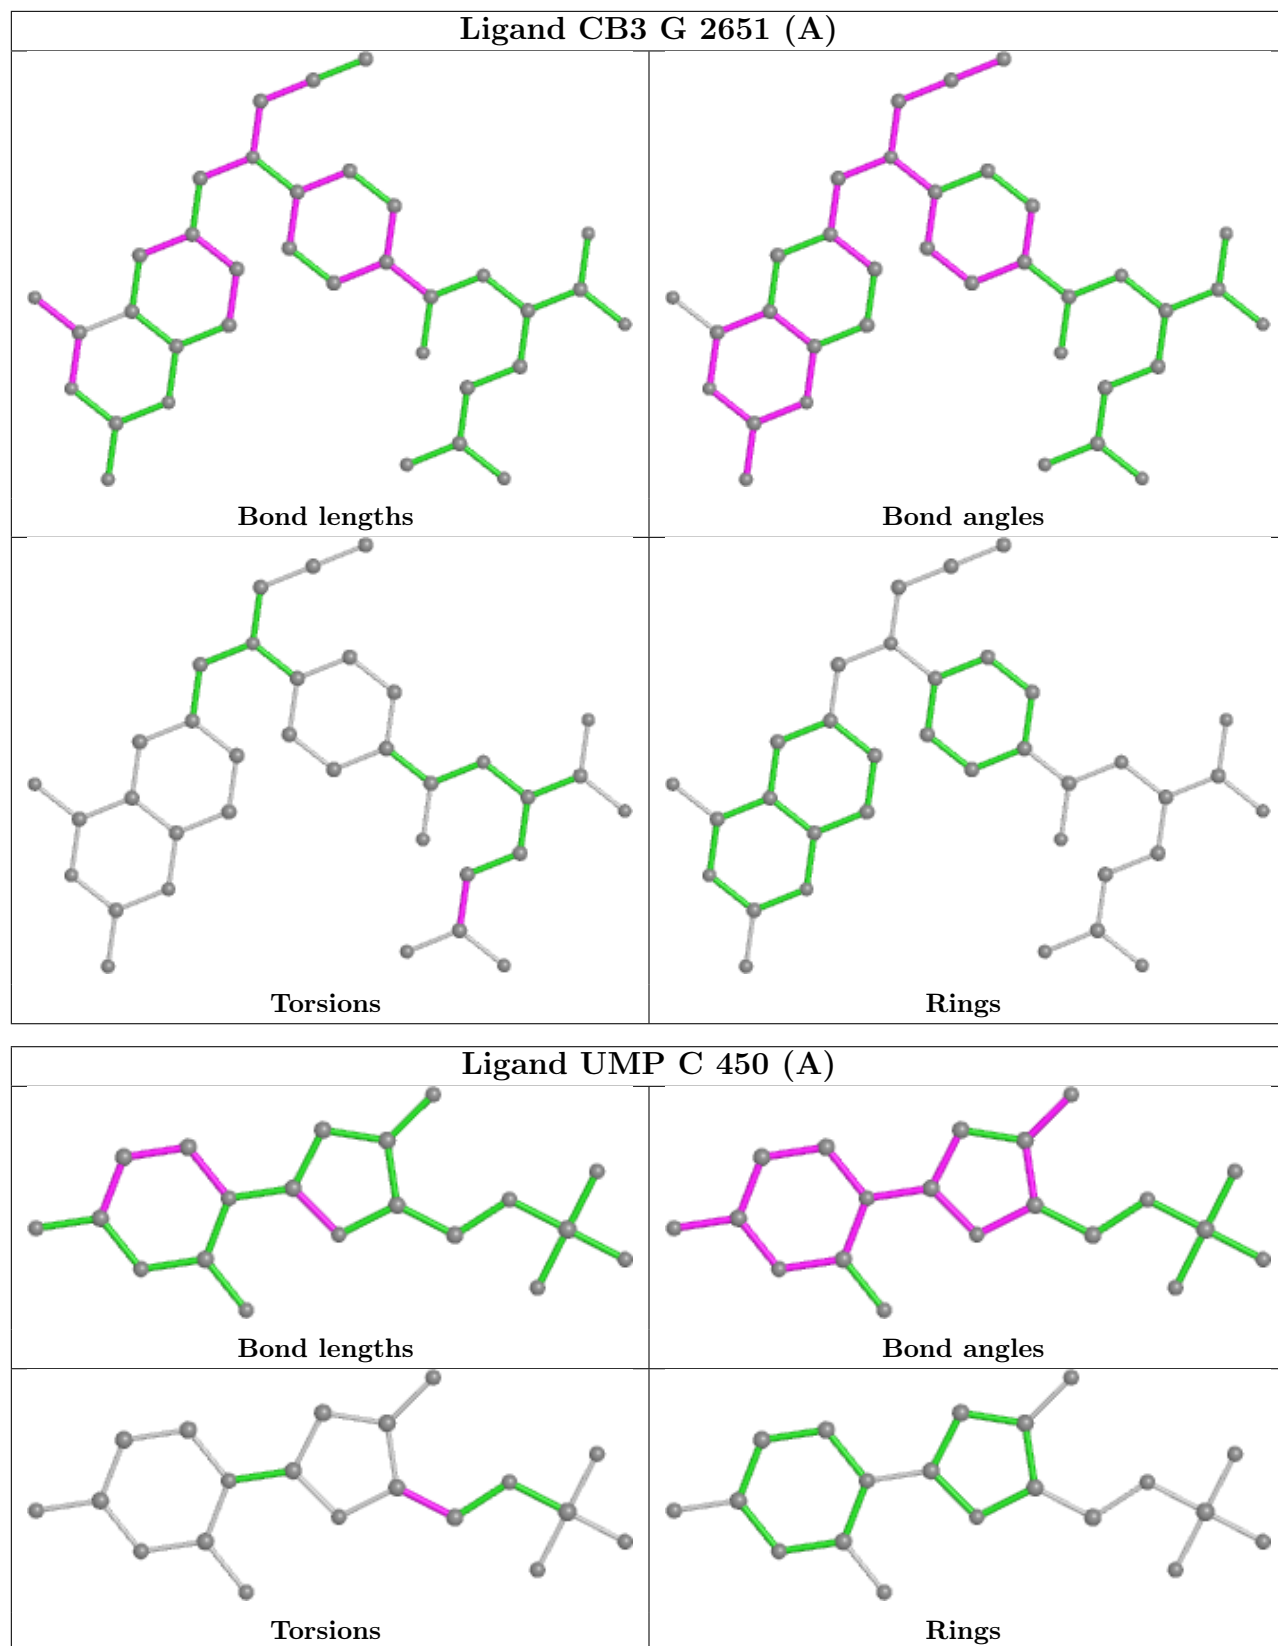 Ligand CB3 G 2651 (A)
Bond lengths
Bond angles
Torsions
Rings
Ligand UMP C 450 (A)
Bond lengths
Bond angles
Torsions
Rings